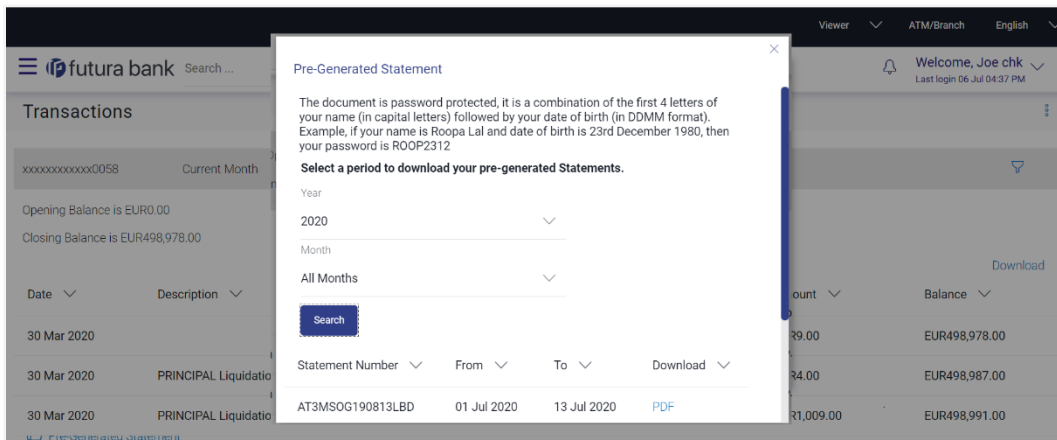 Viewer ATM/Branch English
futura bank Search ... Welcome, Joe chk
Last login 06 Jul 04:37 PM
Transactions
xxxxxxxxxxxx0058 Current Month
Opening Balance is EUR0.00
Closing Balance is EUR498,978.00
Download
Date Description ount Balance
30 Mar 2020 R9.00 EUR498,978.00
30 Mar 2020 PRINCIPAL Liquidatio R4.00 EUR498,987.00
30 Mar 2020 PRINCIPAL Liquidatio R1,009.00 EUR498,991.00
Pre-Generated Statement
Pre-Generated Statement
The document is password protected, it is a combination of the first 4 letters of
your name (in capital letters) followed by your date of birth (in DDMM format).
Example, if your name is Roopa Lal and date of birth is 23rd December 1980, then
your password is ROOP2312
Select a period to download your pre-generated Statements.
Year
2020
Month
All Months
Search
Statement Number From To Download
AT3MSOG190813LBD 01 Jul 2020 13 Jul 2020 PDF